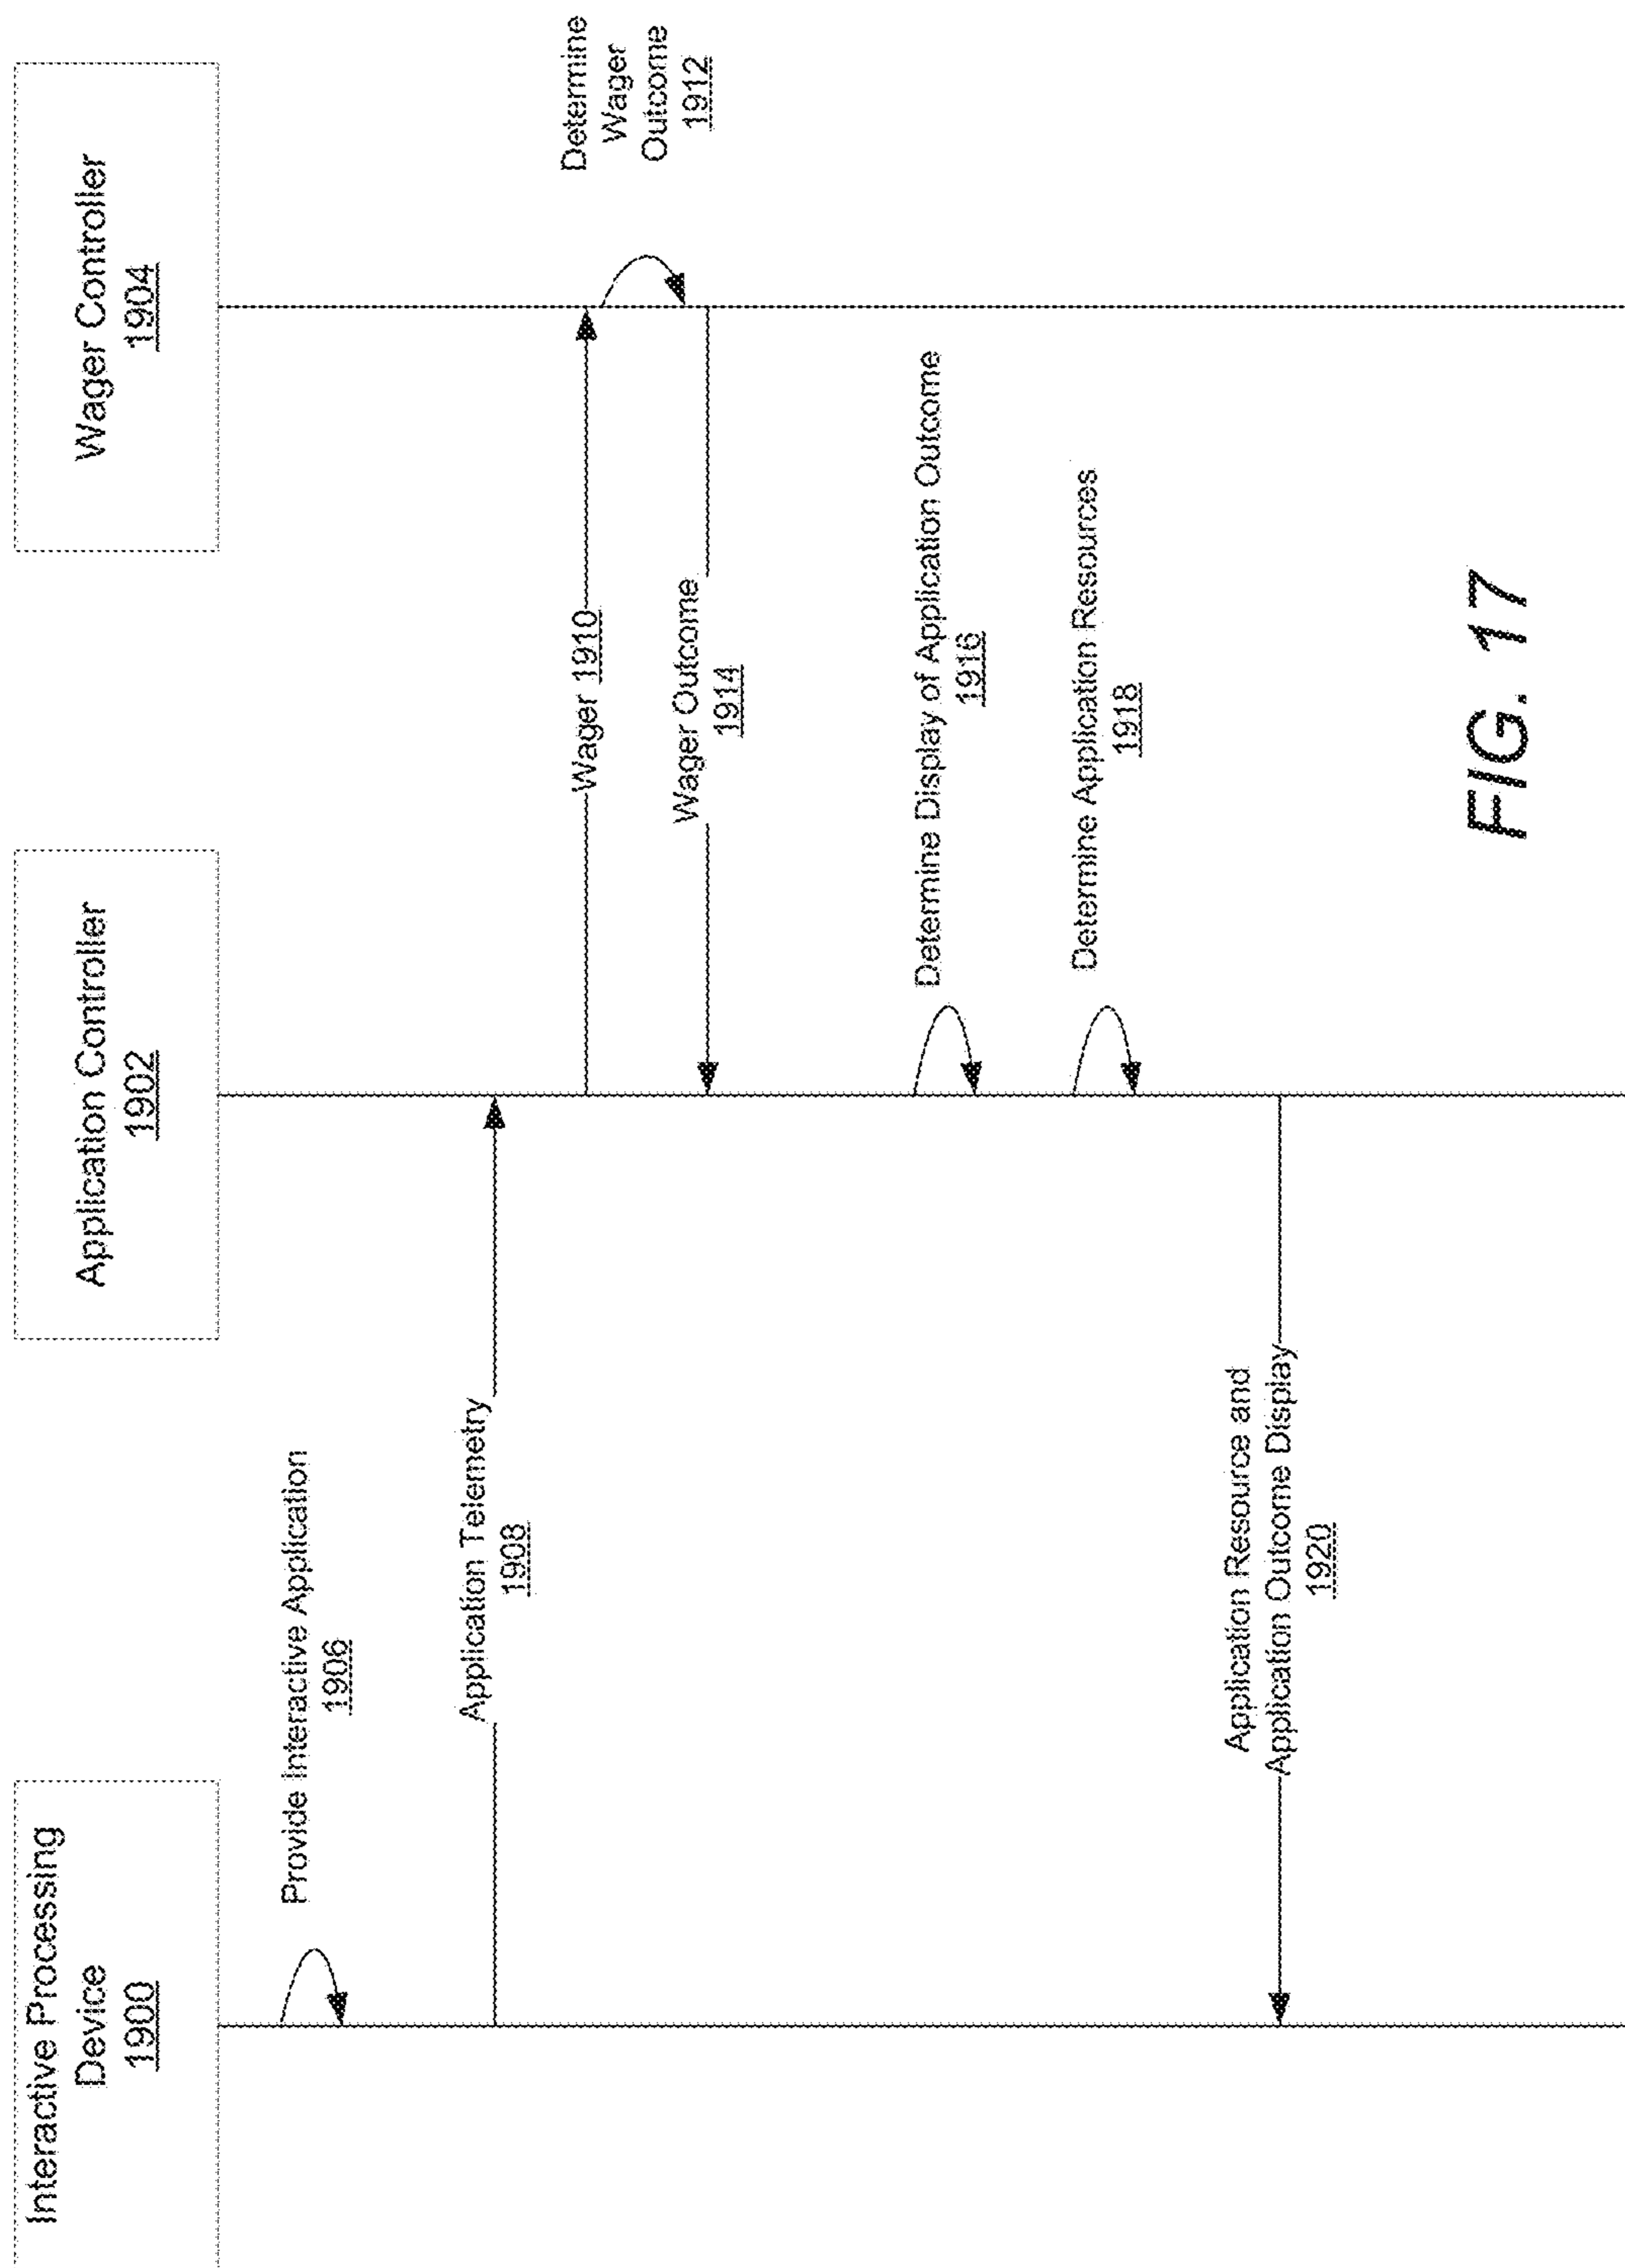 Interactive Processing
Device
1900
Application Controller
1902
Wager Controller
1904
Provide Interactive Application
1906
Application Telemetry
1908
Wager 1910
Determine
Wager
Outcome
1912
Wager Outcome
1914
Determine Display of Application Outcome
1916
Determine Application Resources
1918
Application Resource and
Application Outcome Display
1920
FIG. 17